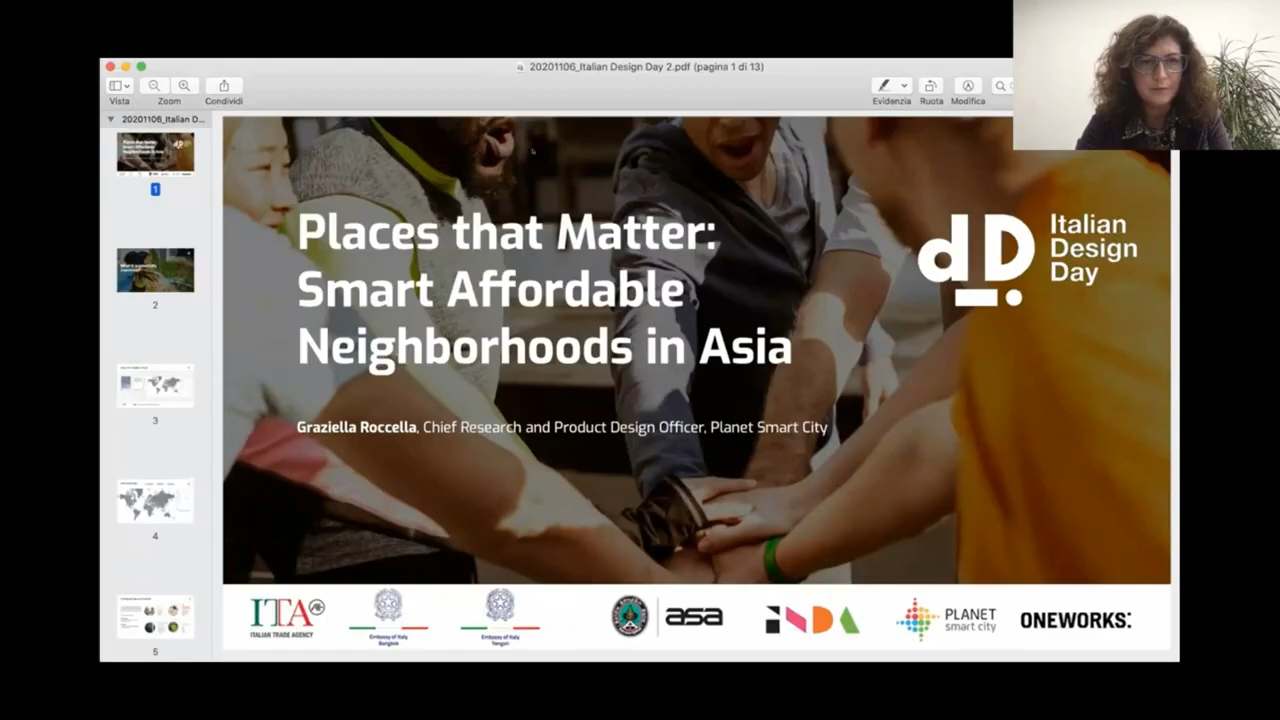 20201106_Italian Design Day 2.pdf (pagina 1 di 13)
Vista
Zoom
Condividi
Evidenzia
Ruota
Modifica
20201106_Italian D...
1
2
3
4
5
Places that Matter:
Smart Affordable
Neighborhoods in Asia
Graziella Roccella, Chief Research and Product Design Officer, Planet Smart City
dD
Italian
Design
Day
ITA
ITALIAN TRADE AGENCY
Embassy of Italy
Bangkok
Embassy of Italy
Yangon
asa
INDA
PLANET
smart city
ONEWORKS: